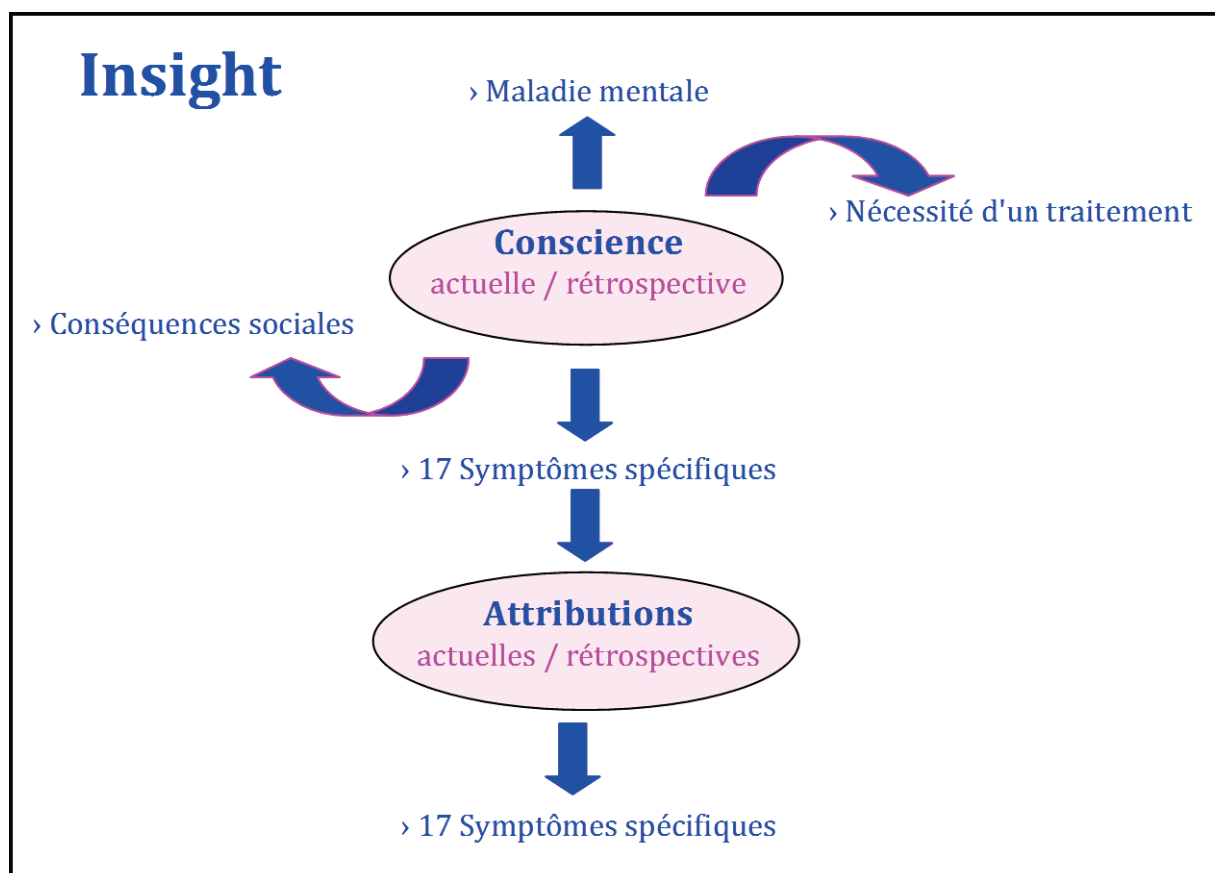 Insight
› Maladie mentale
› Nécessité d'un traitement
Conscience
actuelle / rétrospective
› Conséquences sociales
› 17 Symptômes spécifiques
Attributions
actuelles / rétrospectives
› 17 Symptômes spécifiques